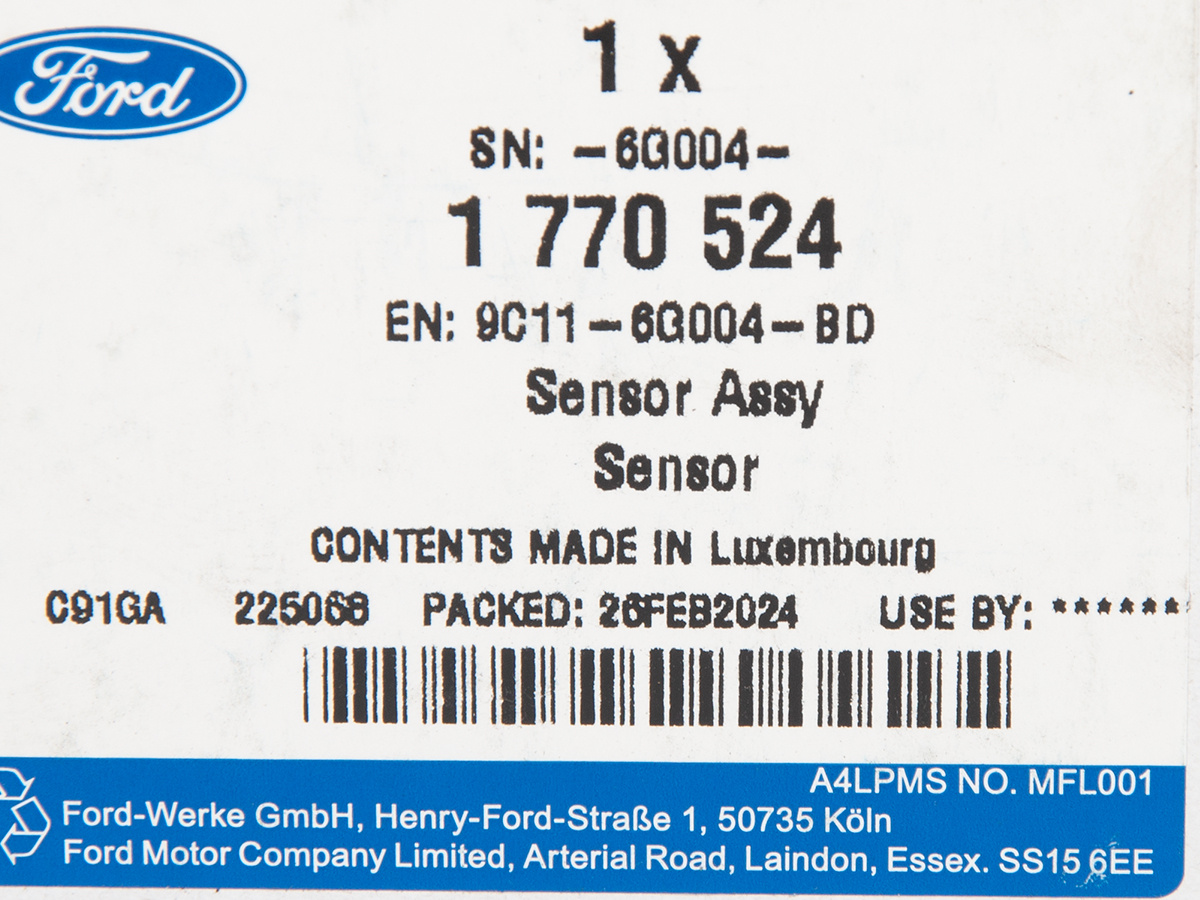 Ford
1 x
SN: -6G004-
1 770 524
EN: 9C11-6G004-BD
Sensor Assy
Sensor
CONTENTS MADE IN Luxembourg
C91GA 225068 PACKED: 26FEB2024 USE BY: ******
A4LPMS NO. MFL001
Ford-Werke GmbH, Henry-Ford-Straße 1, 50735 Köln
Ford Motor Company Limited, Arterial Road, Laindon, Essex. SS15 6EE